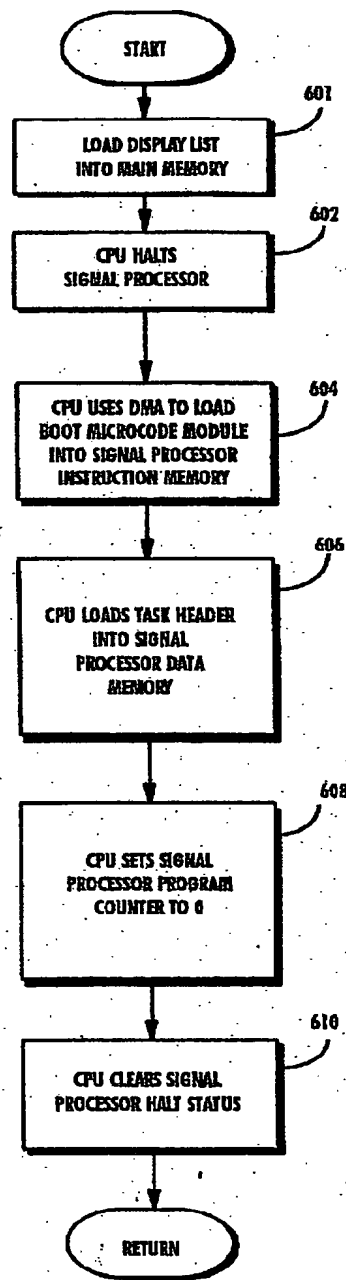 START
601
LOAD DISPLAY LIST
INTO MAIN MEMORY
602
CPU HALTS
SIGNAL PROCESSOR
604
CPU USES DMA TO LOAD
BOOT MICROCODE MODULE
INTO SIGNAL PROCESSOR
INSTRUCTION MEMORY
606
CPU LOADS TASK HEADER
INTO SIGNAL
PROCESSOR DATA
MEMORY
608
CPU SETS SIGNAL
PROCESSOR PROGRAM
COUNTER TO 0
610
CPU CLEARS SIGNAL
PROCESSOR HALT STATUS
RETURN